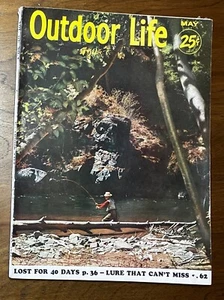 Outdoor Life
MAY
25¢
LOST FOR 40 DAYS p. 36 – LURE THAT CAN'T MISS • p. 62